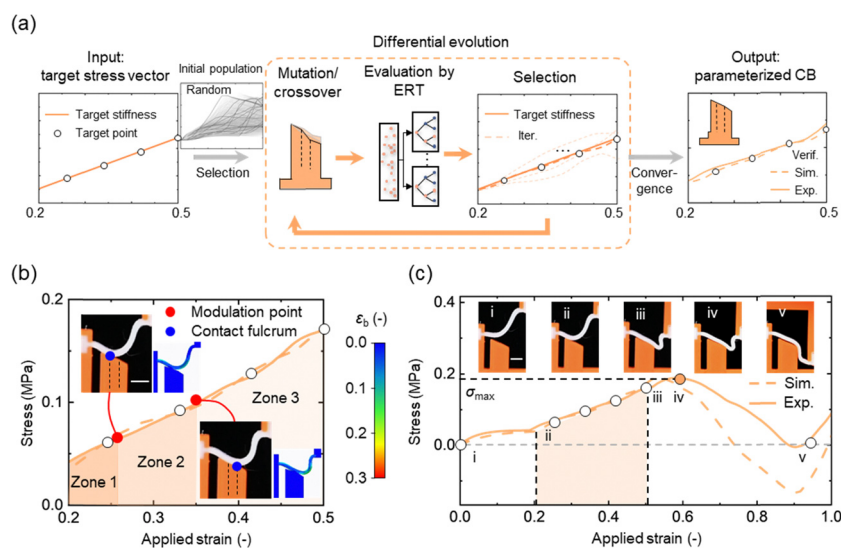 (a)
Input:
target stress vector
Target stiffness
Target point
0.2
0.5
Initial population
Random
Selection
Differential evolution
Mutation/
crossover
Evaluation by
ERT
Selection
Target stiffness
Iter.
...
0.2
0.5
Conver-
gence
Output:
parameterized CB
Verif.
Sim.
Exp.
0.2
0.5
(b)
Stress (MPa)
0.2
0.1
0.0
Modulation point
Contact fulcrum
Zone 1
Zone 2
Zone 3
0.2
0.3
0.4
0.5
Applied strain (-)
εb (-)
0.0
0.1
0.2
0.3
(c)
Stress (MPa)
0.4
0.2
0.0
i
ii
iii
iv
v
σmax
Sim.
Exp.
i
ii
iii
iv
v
0.0
0.2
0.4
0.6
0.8
1.0
Applied strain (-)